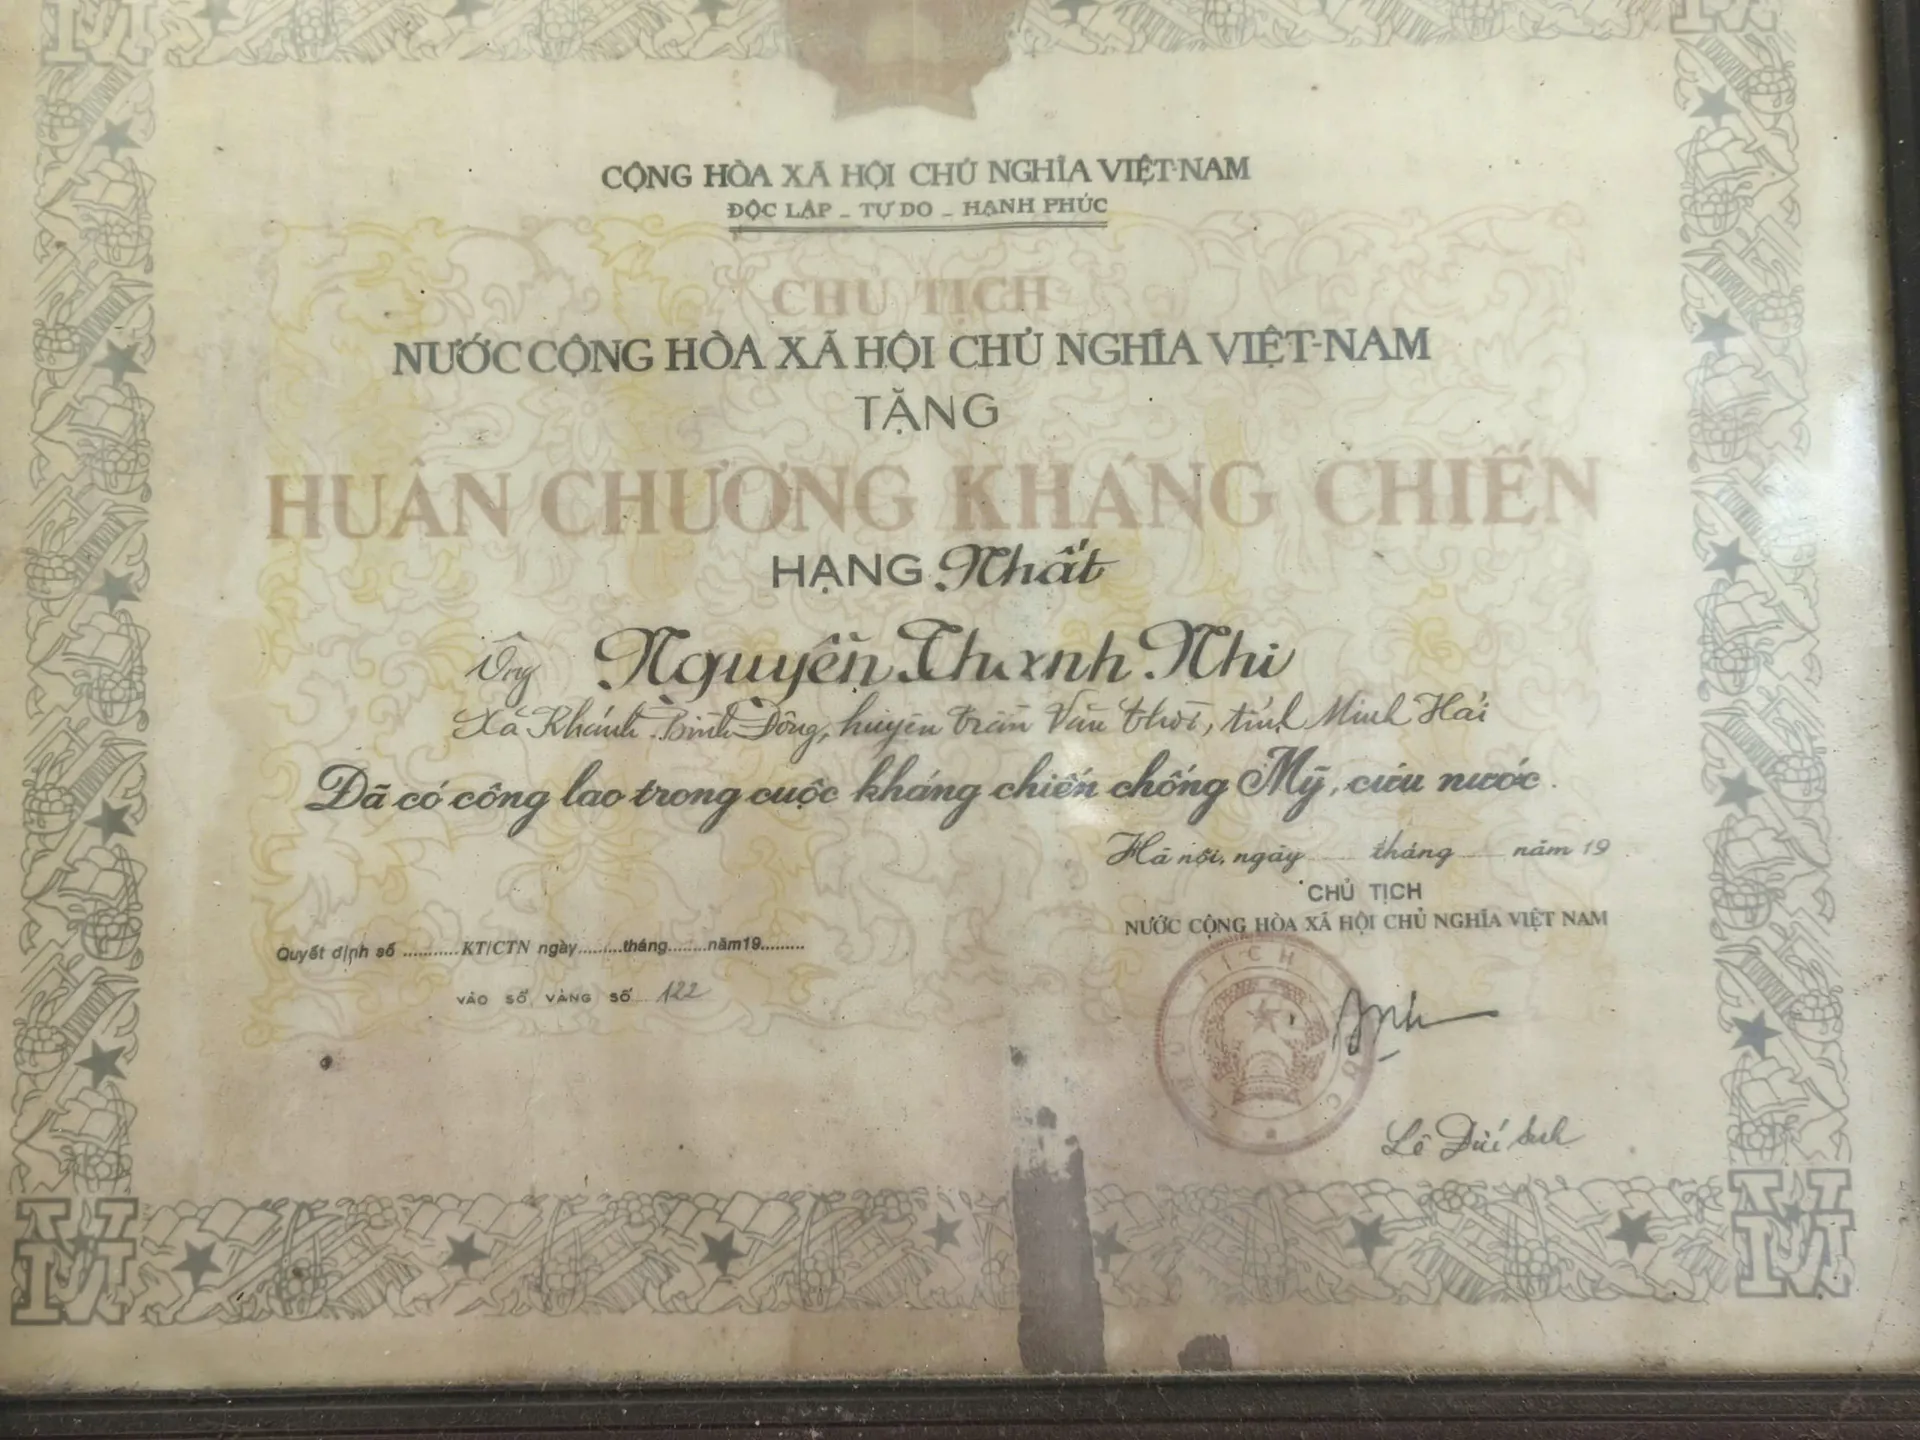 CỘNG HÒA XÃ HỘI CHỦ NGHĨA VIỆT-NAM
ĐỘC LẬP - TỰ DO - HẠNH PHÚC
CHỦ TỊCH
NƯỚC CỘNG HÒA XÃ HỘI CHỦ NGHĨA VIỆT-NAM
TẶNG
HUÂN CHƯƠNG KHÁNG CHIẾN
HẠNG Nhất
Ông Nguyễn Thanh Nhi
Xã Khánh Bình Đông, huyện Trần Văn Thời, tỉnh Minh Hải
Đã có công lao trong cuộc kháng chiến chống Mỹ, cứu nước.
Hà nội, ngày ...... tháng ...... năm 19
CHỦ TỊCH
NƯỚC CỘNG HÒA XÃ HỘI CHỦ NGHĨA VIỆT NAM
Quyết định số ...........KT/CTN ngày........tháng.......năm19........
VÀO SỔ VÀNG SỐ 122
Lê Đức Anh